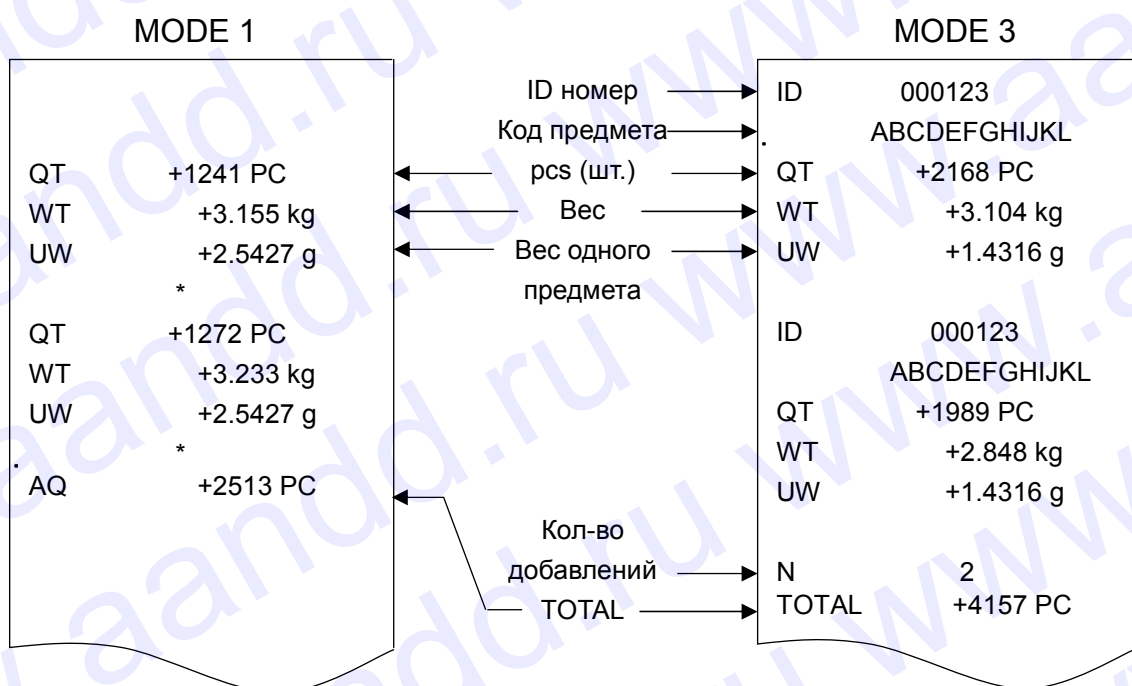 MODE 1
QT +1241 PC
WT +3.155 kg
UW +2.5427 g
*
QT +1272 PC
WT +3.233 kg
UW +2.5427 g
*
AQ +2513 PC
ID номер
Код предмета
pcs (шт.)
Вес
Вес одного
предмета
Кол-во
добавлений
TOTAL
MODE 3
ID 000123
ABCDEFGHIJKL
QT +2168 PC
WT +3.104 kg
UW +1.4316 g
ID 000123
ABCDEFGHIJKL
QT +1989 PC
WT +2.848 kg
UW +1.4316 g
N 2
TOTAL +4157 PC
www.aandd.ru